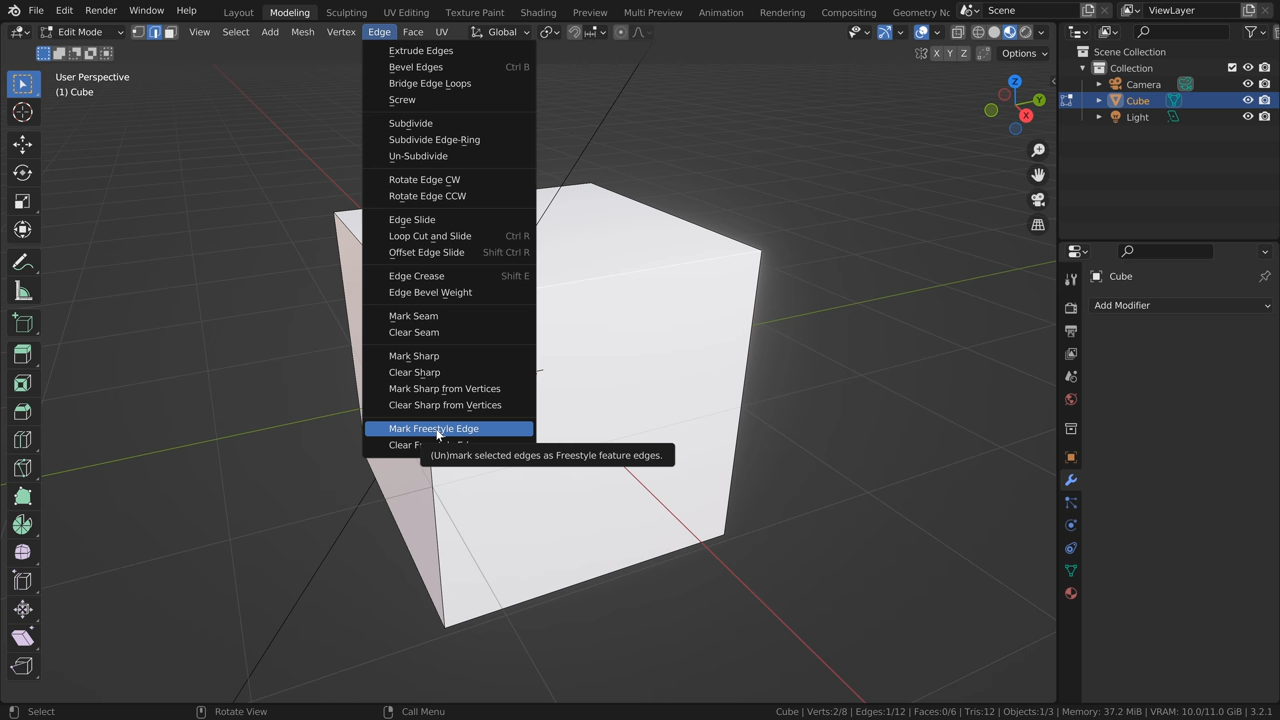 File Edit Render Window Help Layout Modeling Sculpting UV Editing Texture Paint Shading Preview Multi Preview Animation Rendering Compositing Geometry Nc Scene ViewLayer
Edit Mode View Select Add Mesh Vertex Edge Face UV Global
X Y Z Options
User Perspective
(1) Cube
Extrude Edges
Bevel Edges Ctrl B
Bridge Edge Loops
Screw
Subdivide
Subdivide Edge-Ring
Un-Subdivide
Rotate Edge CW
Rotate Edge CCW
Edge Slide
Loop Cut and Slide Ctrl R
Offset Edge Slide Shift Ctrl R
Edge Crease Shift E
Edge Bevel Weight
Mark Seam
Clear Seam
Mark Sharp
Clear Sharp
Mark Sharp from Vertices
Clear Sharp from Vertices
Mark Freestyle Edge
Clear
(Un)mark selected edges as Freestyle feature edges.
Z
Y
X
Scene Collection
Collection
Camera
Cube
Light
Cube
Add Modifier
Select Rotate View Call Menu Cube | Verts:2/8 | Edges:1/12 | Faces:0/6 | Tris:12 | Objects:1/3 | Memory: 37.2 MiB | VRAM: 10.0/11.0 GiB | 3.2.1